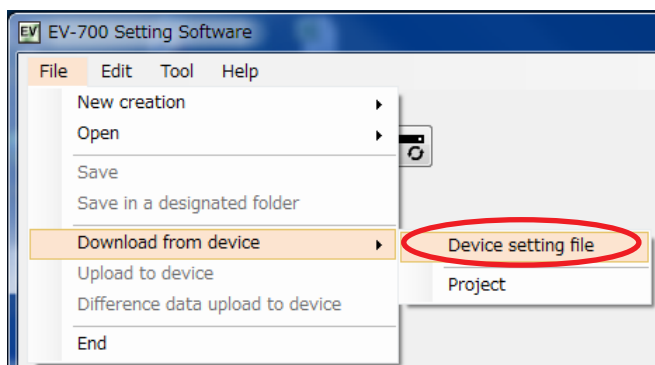 EV EV-700 Setting Software
File Edit Tool Help
New creation
Open
Save
Save in a designated folder
Download from device
Device setting file
Upload to device
Project
Difference data upload to device
End